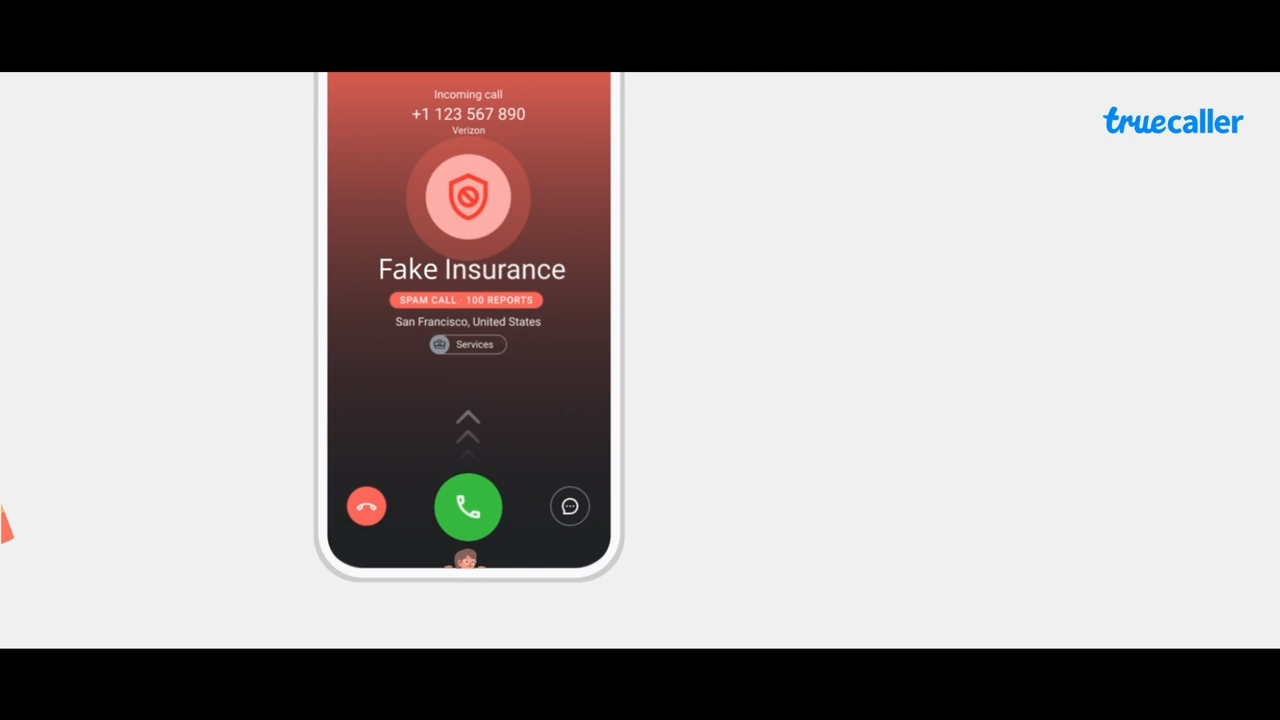 Incoming call
+1 123 567 890
Verizon
truecaller
Fake Insurance
SPAM CALL · 100 REPORTS
San Francisco, United States
Services